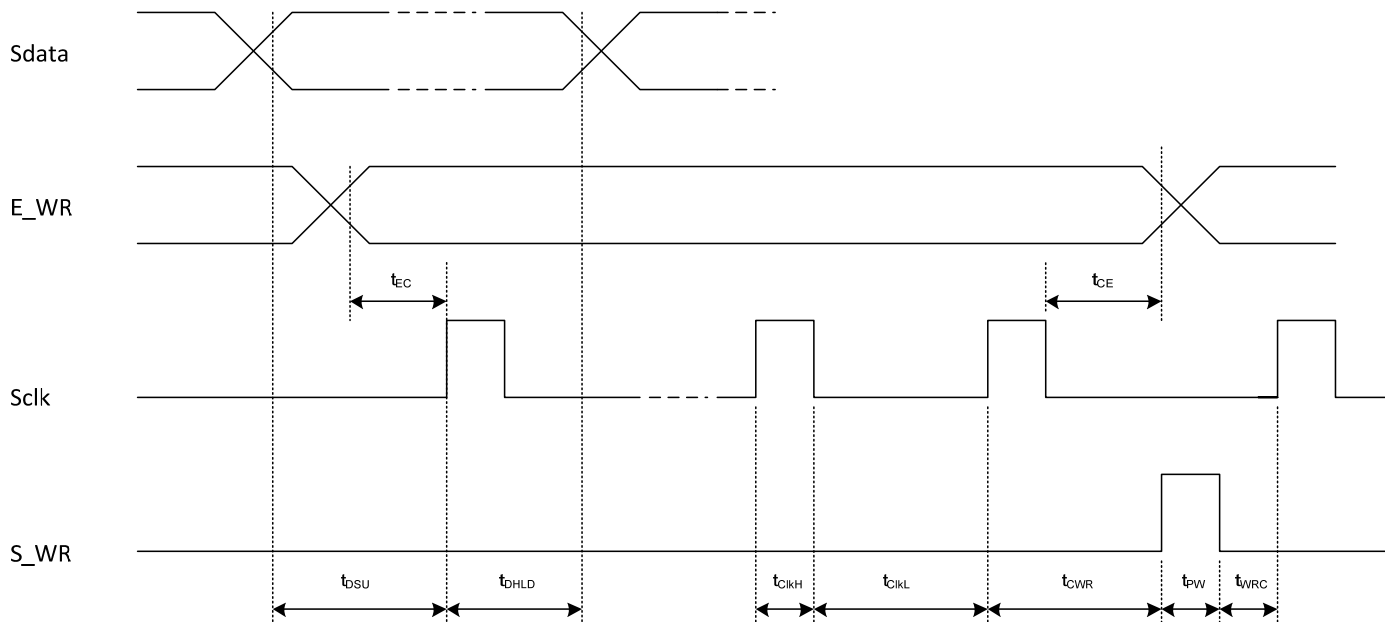 Sdata
E_WR
tEC
tCE
Sclk
S_WR
tDSU
tDHLD
tClkH
tClkL
tCWR
tPW
tWRC